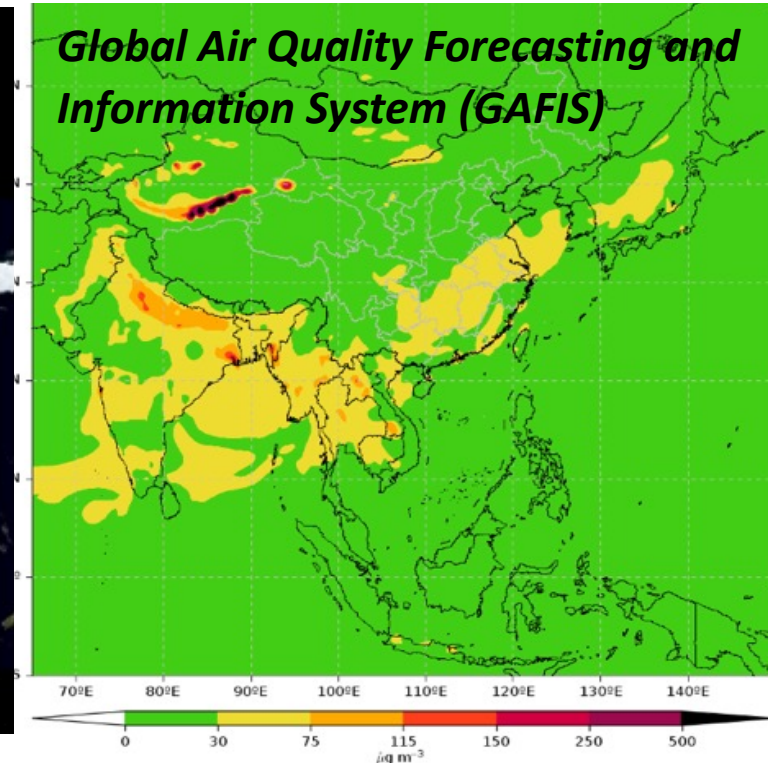 Global Air Quality Forecasting and
Information System (GAFIS)
70ºE 80ºE 90ºE 100ºE 110ºE 120ºE 130ºE 140ºE
0 30 75 115 150 250 500
μg m⁻³